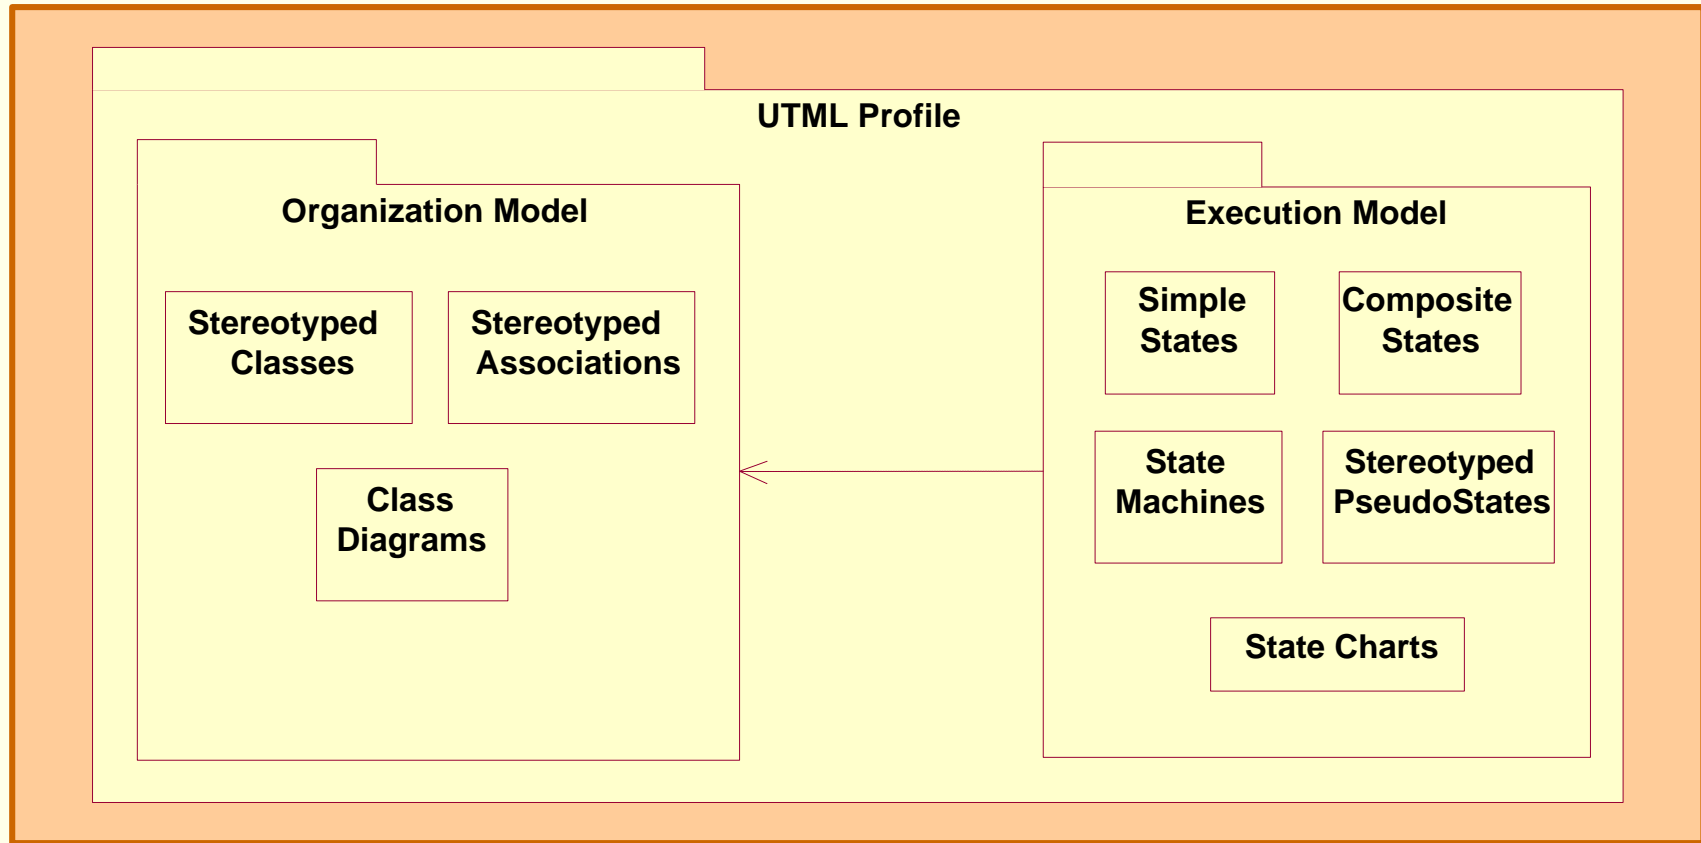 UTML Profile
Organization Model
Stereotyped
Classes
Stereotyped
Associations
Class
Diagrams
Execution Model
Simple
States
Composite
States
State
Machines
Stereotyped
PseudoStates
State Charts